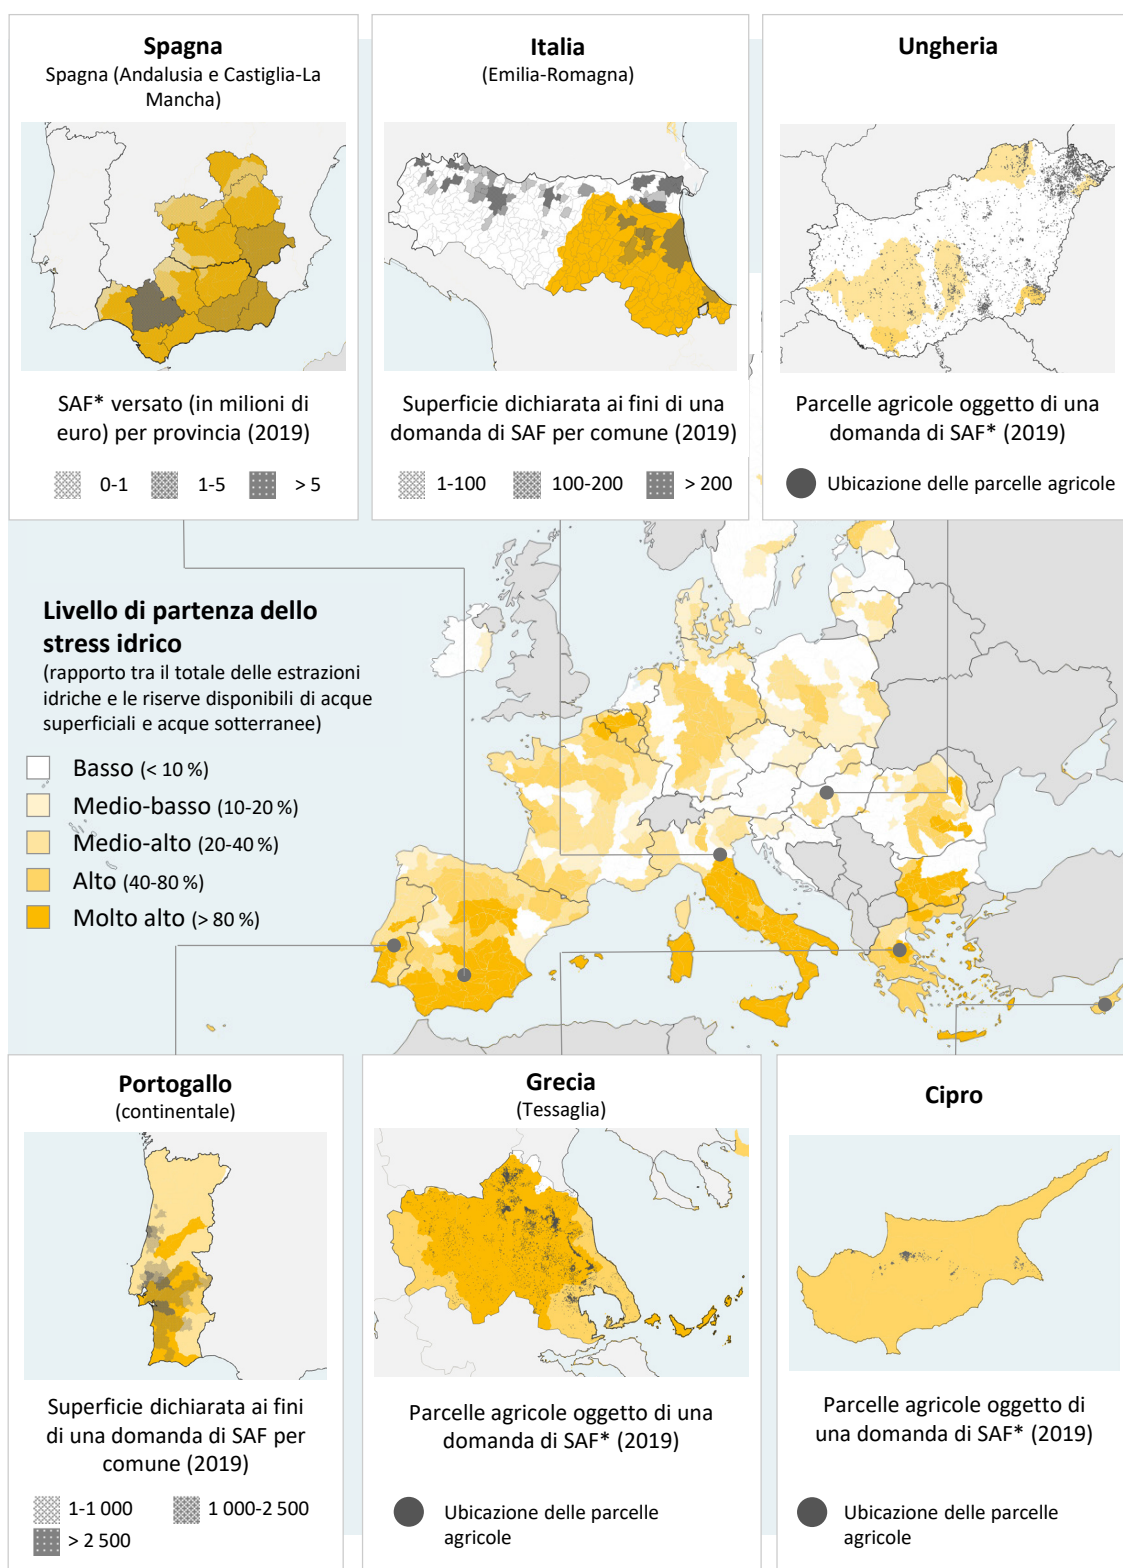 Spagna
Spagna (Andalusia e Castiglia-La
Mancha)
SAF* versato (in milioni di
euro) per provincia (2019)
0-1
1-5
> 5
Italia
(Emilia-Romagna)
Superficie dichiarata ai fini di una
domanda di SAF per comune (2019)
1-100
100-200
> 200
Ungheria
Parcelle agricole oggetto di una
domanda di SAF* (2019)
Ubicazione delle parcelle agricole
Livello di partenza dello
stress idrico
(rapporto tra il totale delle estrazioni
idriche e le riserve disponibili di acque
superficiali e acque sotterranee)
Basso (< 10 %)
Medio-basso (10-20 %)
Medio-alto (20-40 %)
Alto (40-80 %)
Molto alto (> 80 %)
Portogallo
(continentale)
Superficie dichiarata ai fini
di una domanda di SAF per
comune (2019)
1-1 000
1 000-2 500
> 2 500
Grecia
(Tessaglia)
Parcelle agricole oggetto di una
domanda di SAF* (2019)
Ubicazione delle parcelle
agricole
Cipro
Parcelle agricole oggetto di
una domanda di SAF* (2019)
Ubicazione delle parcelle
agricole